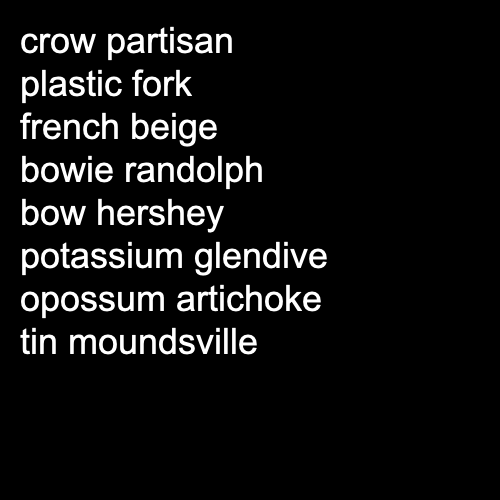 crow partisan
plastic fork
french beige
bowie randolph
bow hershey
potassium glendive
opossum artichoke
tin moundsville